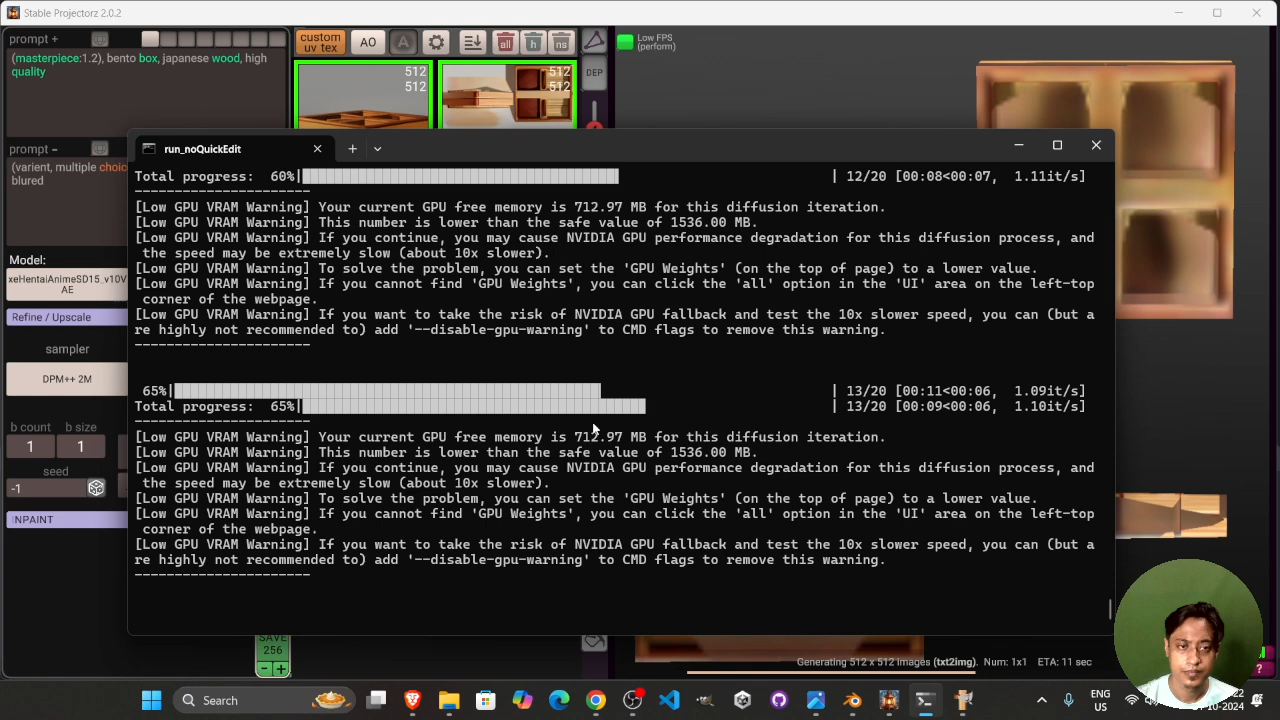 Stable Projectorz 2.0.2
prompt +
(masterpiece:1.2), bento box, japanese wood, high
quality
custom
uv tex
AO
A
all
h
ns
DEP
Low FPS
(perform)
512
512
512
512
prompt -
(varient, multiple choic
blured
Model:
xeHentaiAnimeSD15_v10V
AE
Refine / Upscale
sampler
DPM++ 2M
b count
b size
1
1
seed
-1
NPAINT
SAVE
256
run_noQuickEdit
Total progress: 60%| | 12/20 [00:08<00:07, 1.11it/s]
----------------------
[Low GPU VRAM Warning] Your current GPU free memory is 712.97 MB for this diffusion iteration.
[Low GPU VRAM Warning] This number is lower than the safe value of 1536.00 MB.
[Low GPU VRAM Warning] If you continue, you may cause NVIDIA GPU performance degradation for this diffusion process, and
the speed may be extremely slow (about 10x slower).
[Low GPU VRAM Warning] To solve the problem, you can set the 'GPU Weights' (on the top of page) to a lower value.
[Low GPU VRAM Warning] If you cannot find 'GPU Weights', you can click the 'all' option in the 'UI' area on the left-top
corner of the webpage.
[Low GPU VRAM Warning] If you want to take the risk of NVIDIA GPU fallback and test the 10x slower speed, you can (but a
re highly not recommended to) add '--disable-gpu-warning' to CMD flags to remove this warning.
----------------------
65%| | 13/20 [00:11<00:06, 1.09it/s]
Total progress: 65%| | 13/20 [00:09<00:06, 1.10it/s]
----------------------
[Low GPU VRAM Warning] Your current GPU free memory is 712.97 MB for this diffusion iteration.
[Low GPU VRAM Warning] This number is lower than the safe value of 1536.00 MB.
[Low GPU VRAM Warning] If you continue, you may cause NVIDIA GPU performance degradation for this diffusion process, and
the speed may be extremely slow (about 10x slower).
[Low GPU VRAM Warning] To solve the problem, you can set the 'GPU Weights' (on the top of page) to a lower value.
[Low GPU VRAM Warning] If you cannot find 'GPU Weights', you can click the 'all' option in the 'UI' area on the left-top
corner of the webpage.
[Low GPU VRAM Warning] If you want to take the risk of NVIDIA GPU fallback and test the 10x slower speed, you can (but a
re highly not recommended to) add '--disable-gpu-warning' to CMD flags to remove this warning.
----------------------
Generating 512 x 512 images (txt2img). Num: 1x1 ETA: 11 sec
Search
ENG
US
-10-2024